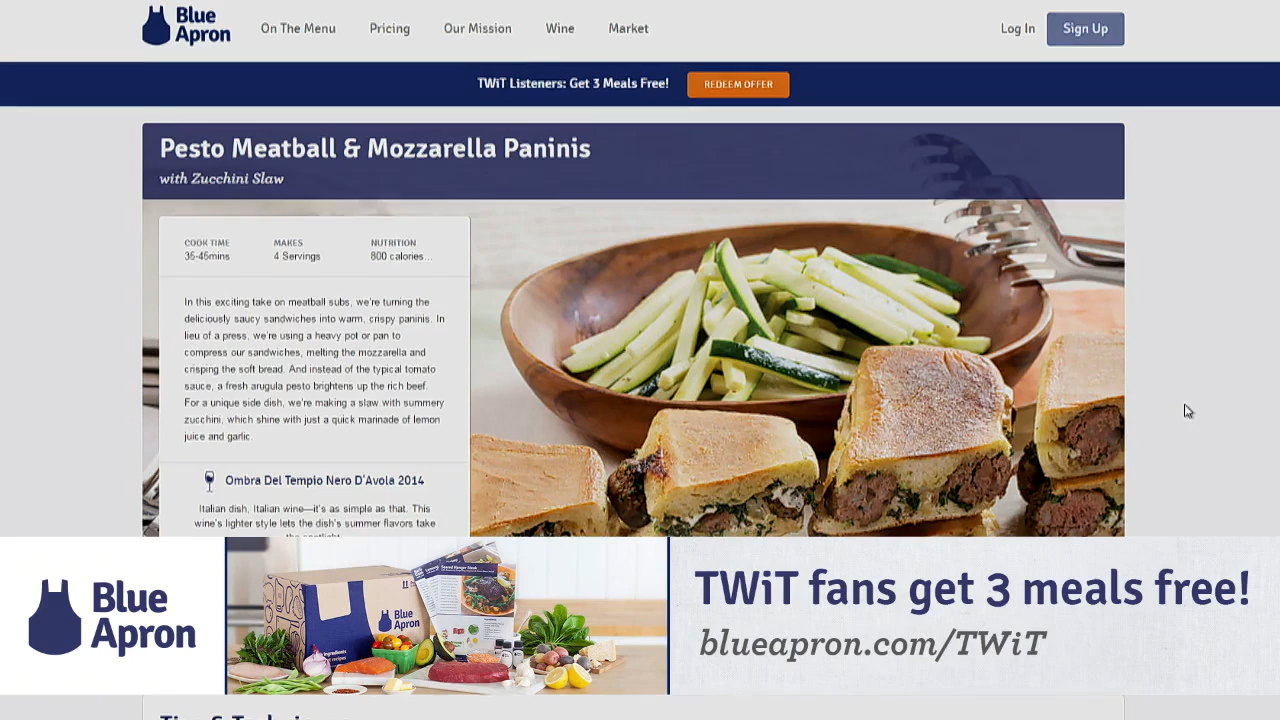 Blue Apron
On The Menu
Pricing
Our Mission
Wine
Market
Log In
Sign Up
TWiT Listeners: Get 3 Meals Free!
REDEEM OFFER
Pesto Meatball & Mozzarella Paninis
with Zucchini Slaw
COOK TIME
35-45mins
MAKES
4 Servings
NUTRITION
800 calories...
In this exciting take on meatball subs, we're turning the
deliciously saucy sandwiches into warm, crispy paninis. In
lieu of a press, we're using a heavy pot or pan to
compress our sandwiches, melting the mozzarella and
crisping the soft bread. And instead of the typical tomato
sauce, a fresh arugula pesto brightens up the rich beef.
For a unique side dish, we're making a slaw with summery
zucchini, which shine with just a quick marinade of lemon
juice and garlic.
Ombra Del Tempio Nero D'Avola 2014
Italian dish, Italian wine—it's as simple as that. This
wine's lighter style lets the dish's summer flavors take
Blue
Apron
Blue
Apron
TWiT fans get 3 meals free!
blueapron.com/TWiT